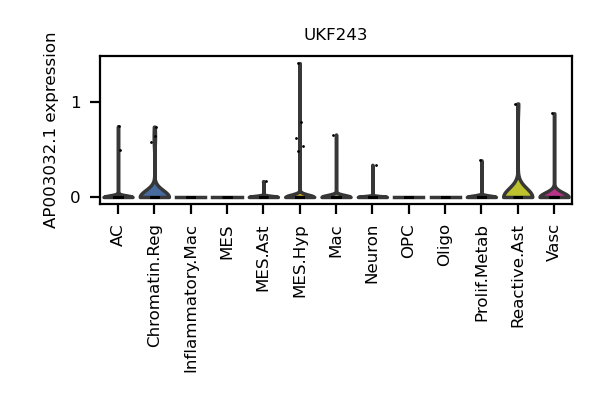 UKF243
AP003032.1 expression
1
0
AC
Chromatin.Reg
Inflammatory.Mac
MES
MES.Ast
MES.Hyp
Mac
Neuron
OPC
Oligo
Prolif.Metab
Reactive.Ast
Vasc